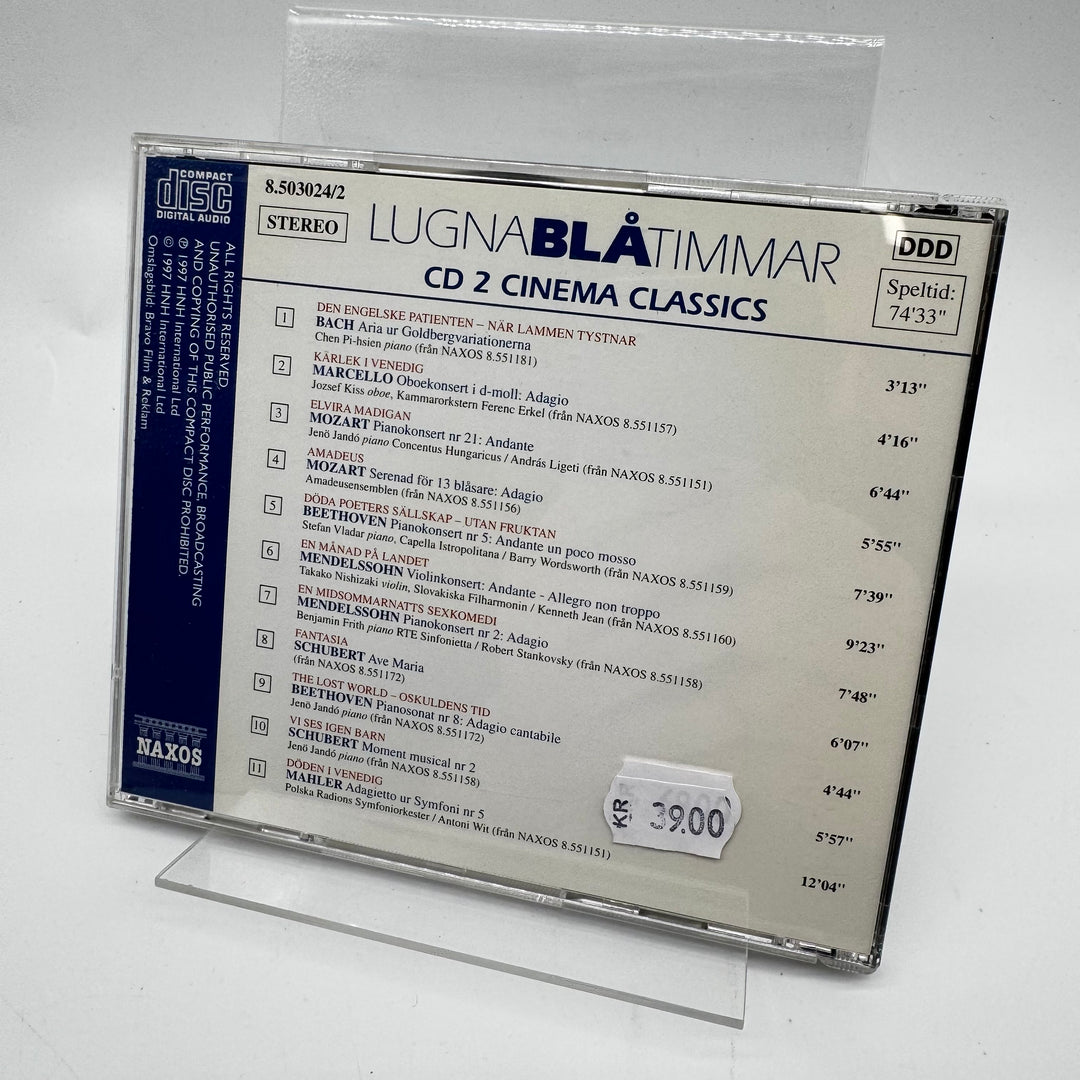 COMPACT
disc
DIGITAL AUDIO
ALL RIGHTS RESERVED,
UNAUTHORISED PUBLIC PERFORMANCE, BROADCASTING
AND COPYING OF THIS COMPACT DISC PROHIBITED.
℗ 1997 HNH International Ltd
© 1997 HNH International Ltd
Omslagsbild: Bravo Film & Reklam
NAXOS
8.503024/2
STEREO
LUGNABLÅTIMMAR
CD 2 CINEMA CLASSICS
DDD
Speltid:
74'33"
1 DEN ENGELSKE PATIENTEN – NÄR LAMMEN TYSTNAR
BACH Aria ur Goldbergvariationerna 3'13"
Chen Pi-hsien piano (från NAXOS 8.551181)
2 KÄRLEK I VENEDIG
MARCELLO Oboekonsert i d-moll: Adagio 4'16"
Jozsef Kiss oboe, Kammarorkstern Ferenc Erkel (från NAXOS 8.551157)
3 ELVIRA MADIGAN
MOZART Pianokonsert nr 21: Andante 6'44"
Jenö Jandó piano Concentus Hungaricus / András Ligeti (från NAXOS 8.551151)
4 AMADEUS
MOZART Serenad för 13 blåsare: Adagio 5'55"
Amadeusensemblen (från NAXOS 8.551156)
5 DÖDA POETERS SÄLLSKAP – UTAN FRUKTAN
BEETHOVEN Pianokonsert nr 5: Andante un poco mosso 7'39"
Stefan Vladar piano, Capella Istropolitana / Barry Wordsworth (från NAXOS 8.551159)
6 EN MÅNAD PÅ LANDET
MENDELSSOHN Violinkonsert: Andante - Allegro non troppo 9'23"
Takako Nishizaki violin, Slovakiska Filharmonin / Kenneth Jean (från NAXOS 8.551160)
7 EN MIDSOMMARNATTS SEXKOMEDI
MENDELSSOHN Pianokonsert nr 2: Adagio 7'48"
Benjamin Frith piano RTE Sinfonietta / Robert Stankovsky (från NAXOS 8.551158)
8 FANTASIA
SCHUBERT Ave Maria 6'07"
(från NAXOS 8.551172)
9 THE LOST WORLD – OSKULDENS TID
BEETHOVEN Pianosonat nr 8: Adagio cantabile 4'44"
Jenö Jandó piano (från NAXOS 8.551172)
10 VI SES IGEN BARN
SCHUBERT Moment musical nr 2 5'57"
Jenö Jandó piano (från NAXOS 8.551158)
11 DÖDEN I VENEDIG
MAHLER Adagietto ur Symfoni nr 5 12'04"
Polska Radions Symfoniorkester / Antoni Wit (från NAXOS 8.551151)
KR 39.00